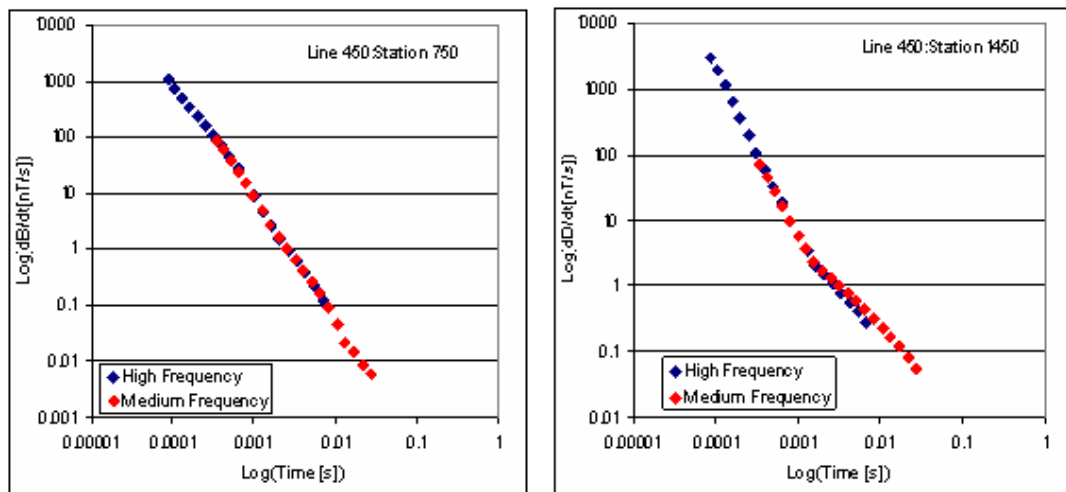 Line 450:Station 750
Log(dB/dt[nT/s])
10000
1000
100
10
1
0.1
0.01
0.001
High Frequency
Medium Frequency
0.00001 0.0001 0.001 0.01 0.1 1
Log(Time [s])
Line 450:Station 1450
Log(dD/dt[nT/s])
10000
1000
100
10
1
0.1
0.01
High Frequency
Medium Frequency
0.00001 0.0001 0.001 0.01 0.1 1
Log(Time [s])